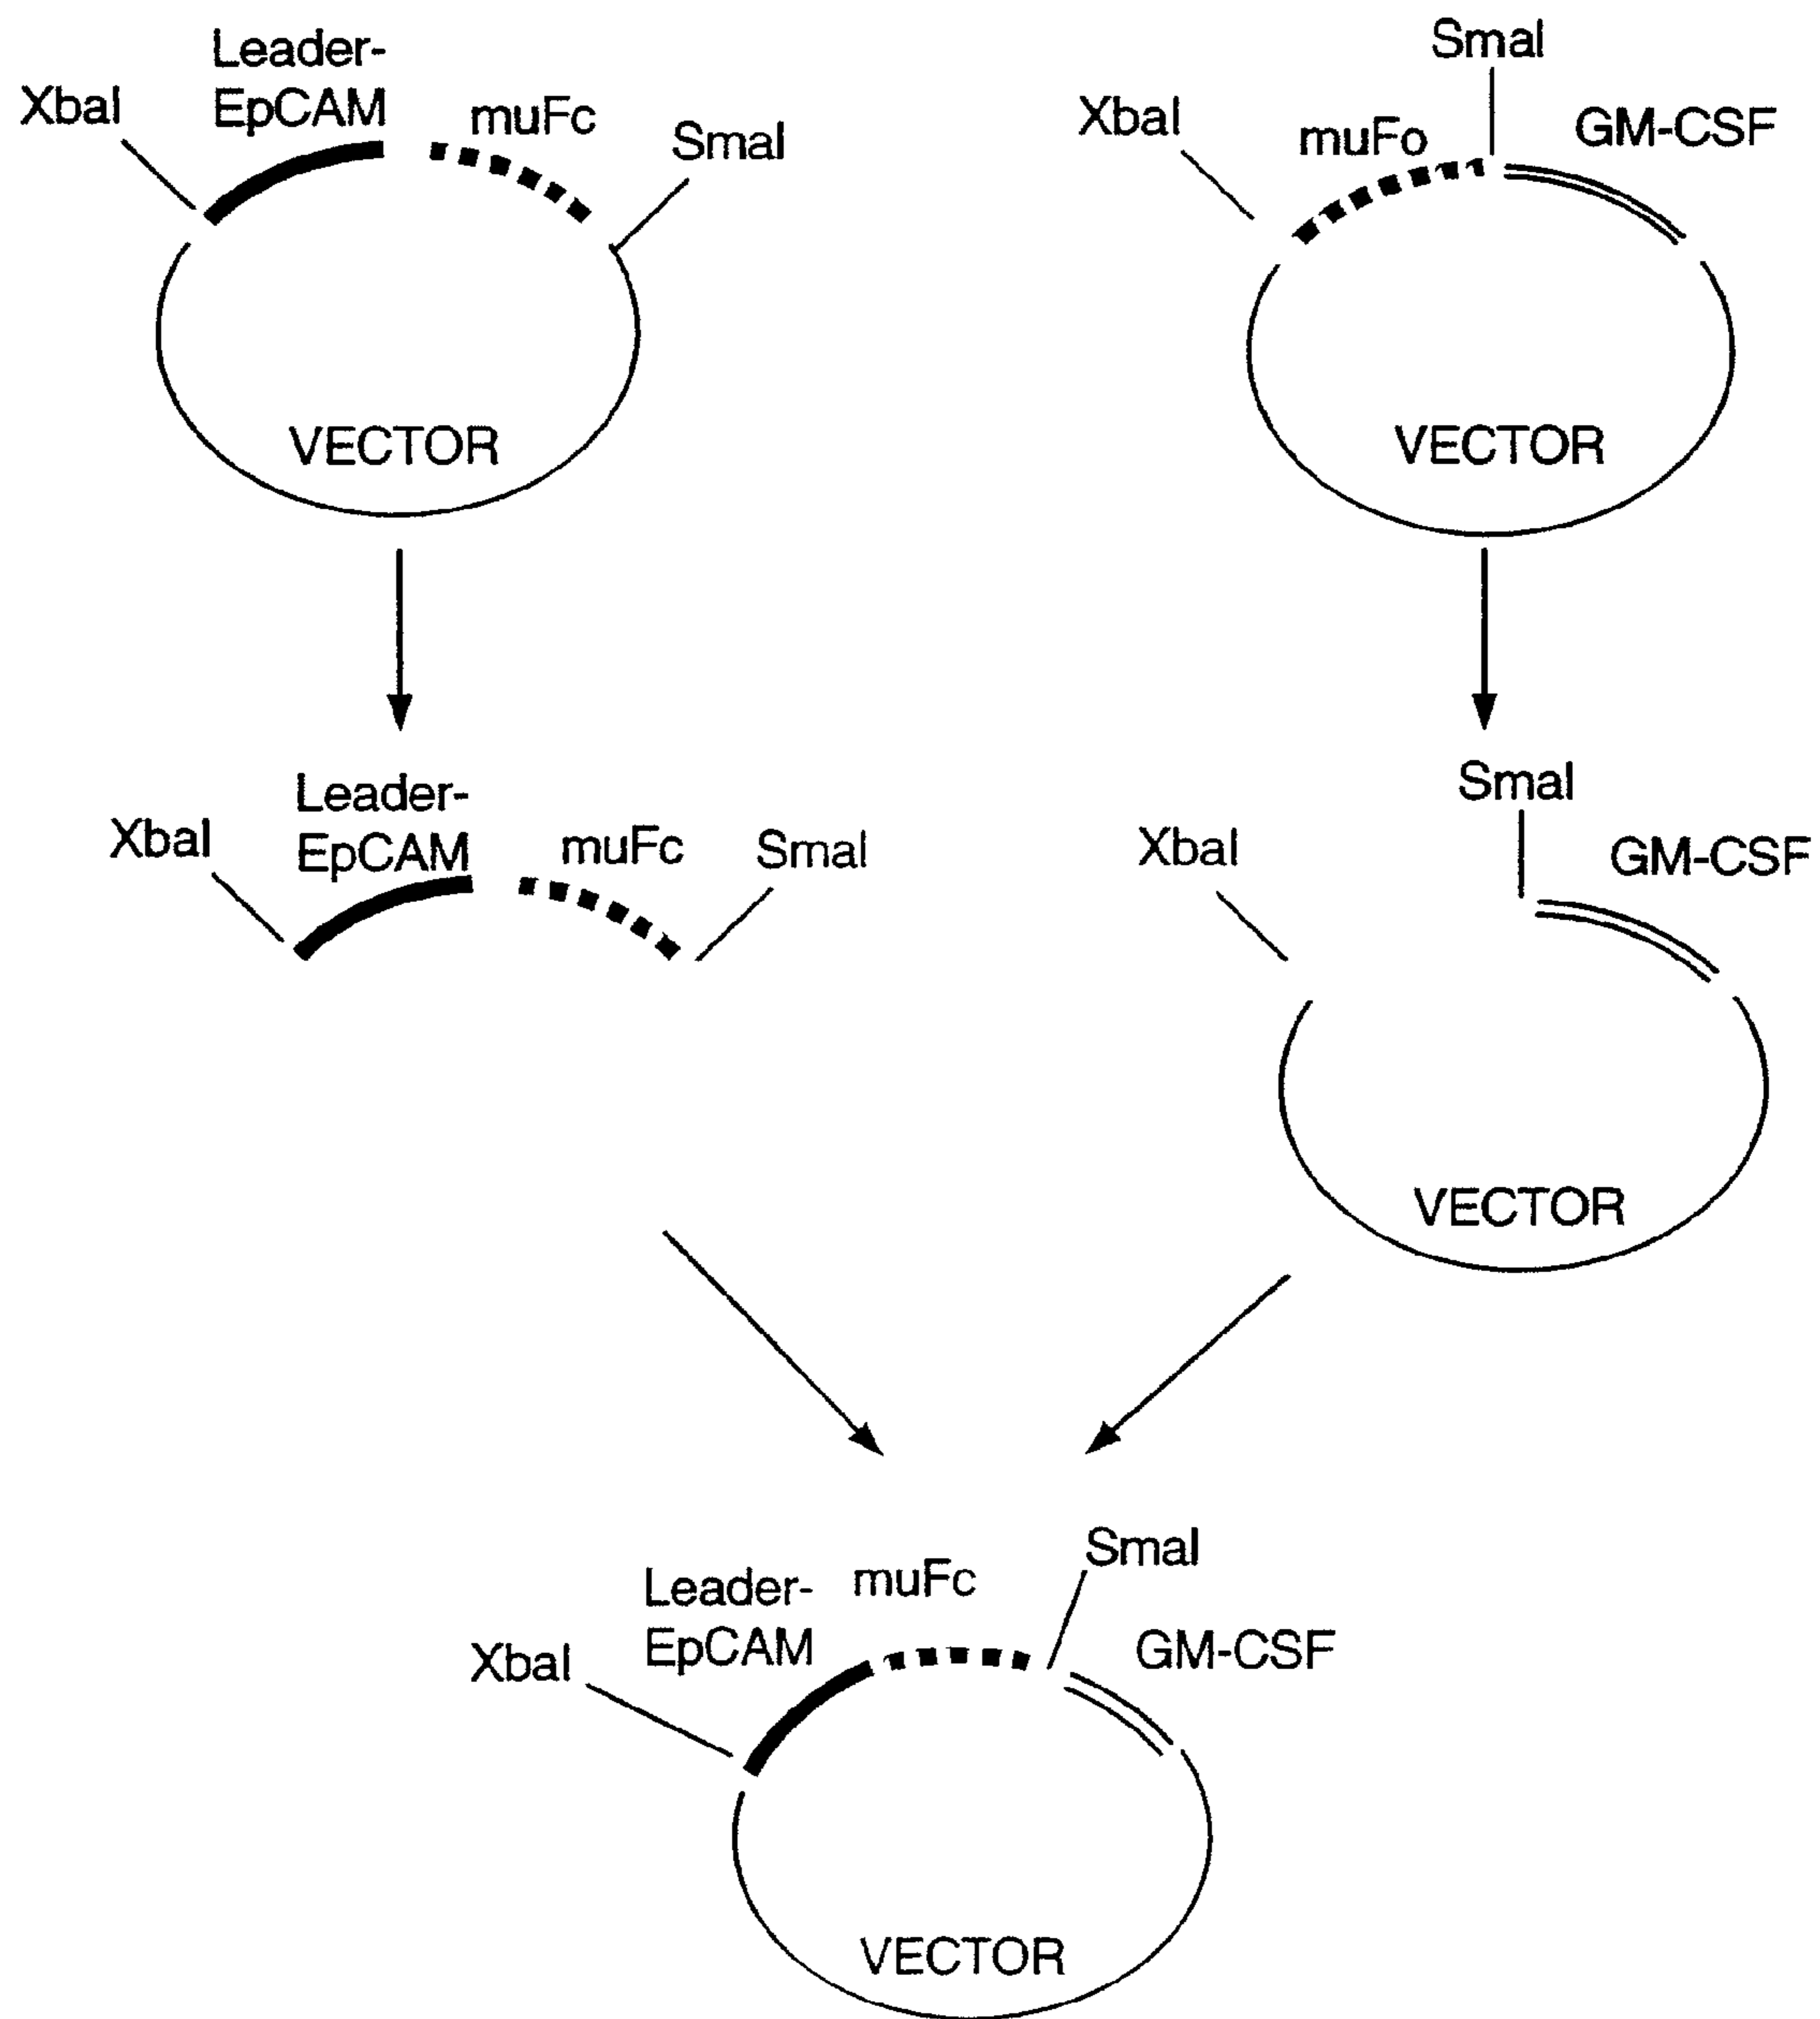 Leader-
EpCAM
XbaI
muFc
SmaI
VECTOR
SmaI
XbaI
muFo
GM-CSF
VECTOR
Leader-
EpCAM
XbaI
muFc
SmaI
SmaI
XbaI
GM-CSF
VECTOR
SmaI
Leader-
EpCAM
muFc
XbaI
GM-CSF
VECTOR